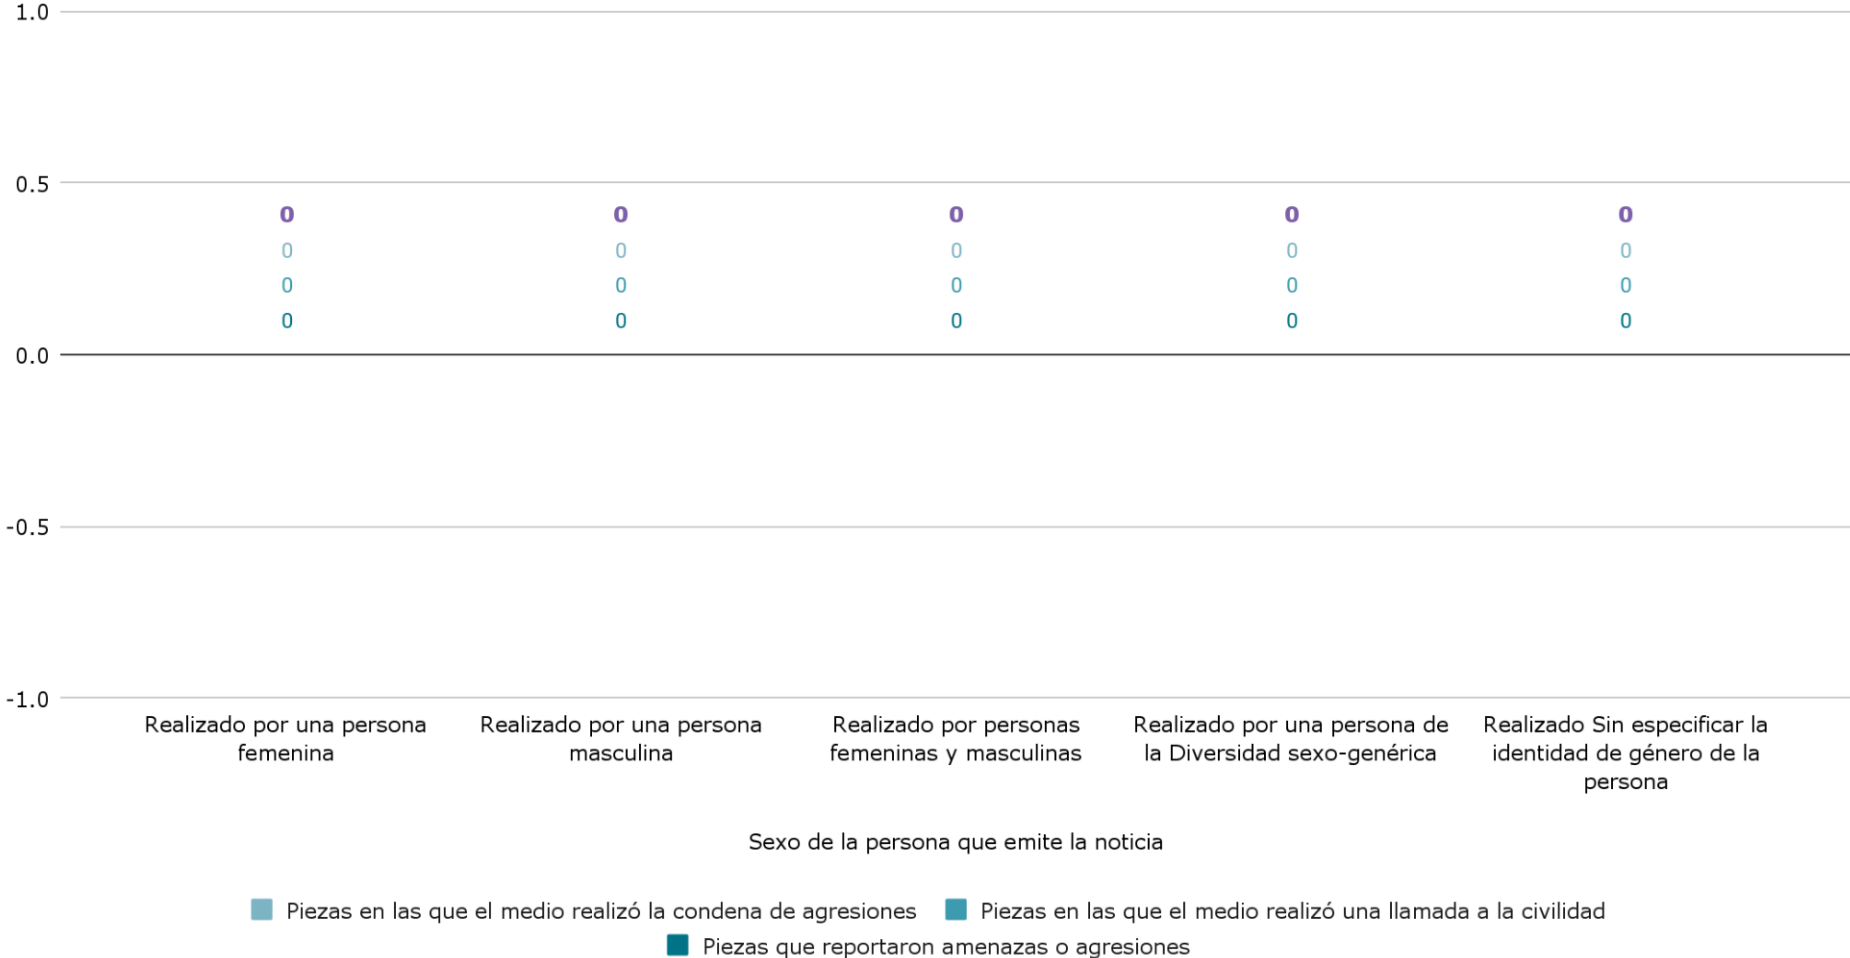 1.0
0.5
0 0 0 0 0
0 0 0 0 0
0 0 0 0 0
0 0 0 0 0
0.0
-0.5
-1.0
Realizado por una persona
femenina
Realizado por una persona
masculina
Realizado por personas
femeninas y masculinas
Realizado por una persona de
la Diversidad sexo-genérica
Realizado Sin especificar la
identidad de género de la
persona
Sexo de la persona que emite la noticia
Piezas en las que el medio realizó la condena de agresiones
Piezas en las que el medio realizó una llamada a la civilidad
Piezas que reportaron amenazas o agresiones